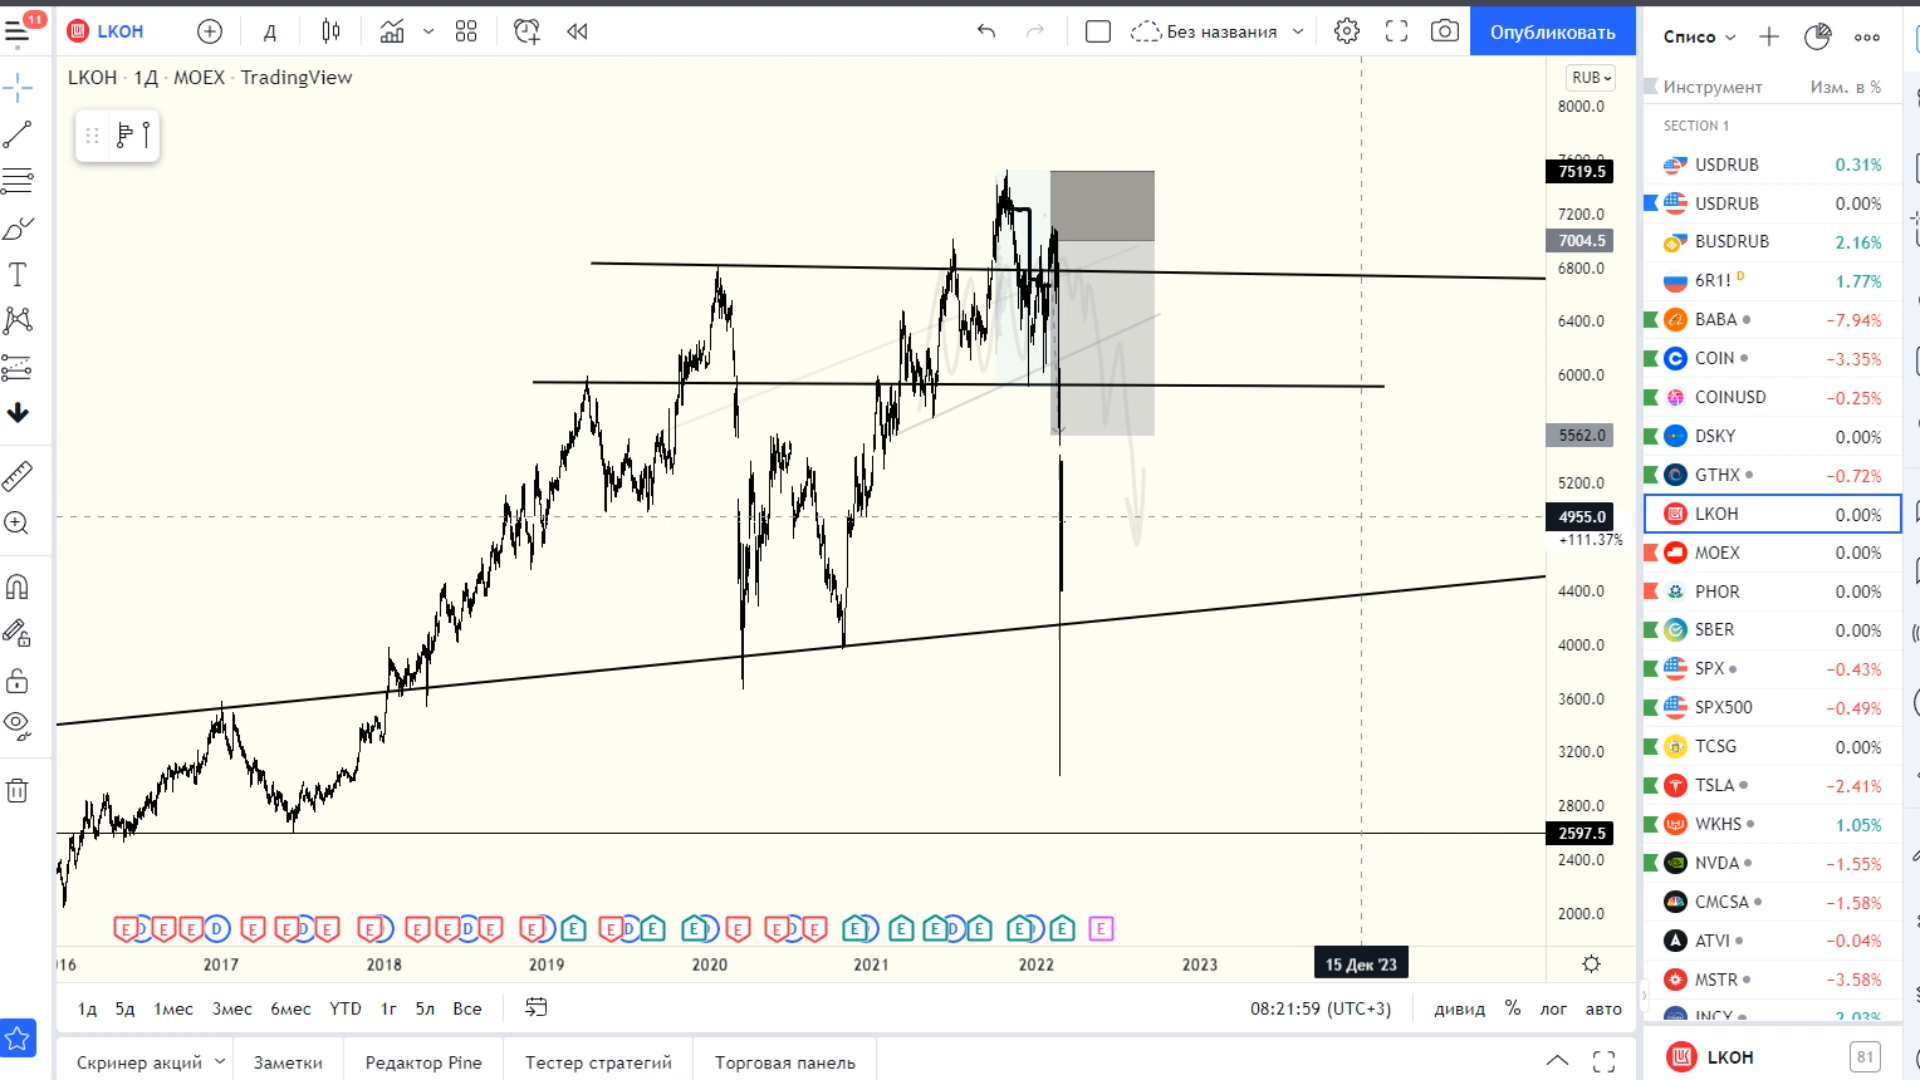 11
LKOH
Д
Без названия
Опубликовать
Списо
LKOH · 1Д · MOEX · TradingView
RUB
8000.0
7519.5
7200.0
7004.5
6800.0
6400.0
6000.0
5562.0
5200.0
4955.0
+111.37%
4400.0
4000.0
3600.0
3200.0
2800.0
2597.5
2400.0
2000.0
E D E E D E E D E E D E E D E E D E E D E E D E E D E E D E E D E E D E E
16 2017 2018 2019 2020 2021 2022 2023 15 Дек '23
1д 5д 1мес 3мес 6мес YTD 1г 5л Все 08:21:59 (UTC+3) дивид % лог авто
Скринер акций Заметки Редактор Pine Тестер стратегий Торговая панель
Инструмент Изм. в %
SECTION 1
USDRUB 0.31%
USDRUB 0.00%
BUSDRUB 2.16%
6R1! D 1.77%
BABA −7.94%
COIN −3.35%
COINUSD −0.25%
DSKY 0.00%
GTHX −0.72%
LKOH 0.00%
MOEX 0.00%
PHOR 0.00%
SBER 0.00%
SPX −0.43%
SPX500 −0.49%
TCSG 0.00%
TSLA −2.41%
WKHS 1.05%
NVDA −1.55%
CMCSA −1.58%
ATVI −0.04%
MSTR −3.58%
INCY 2.03%
LKOH 81